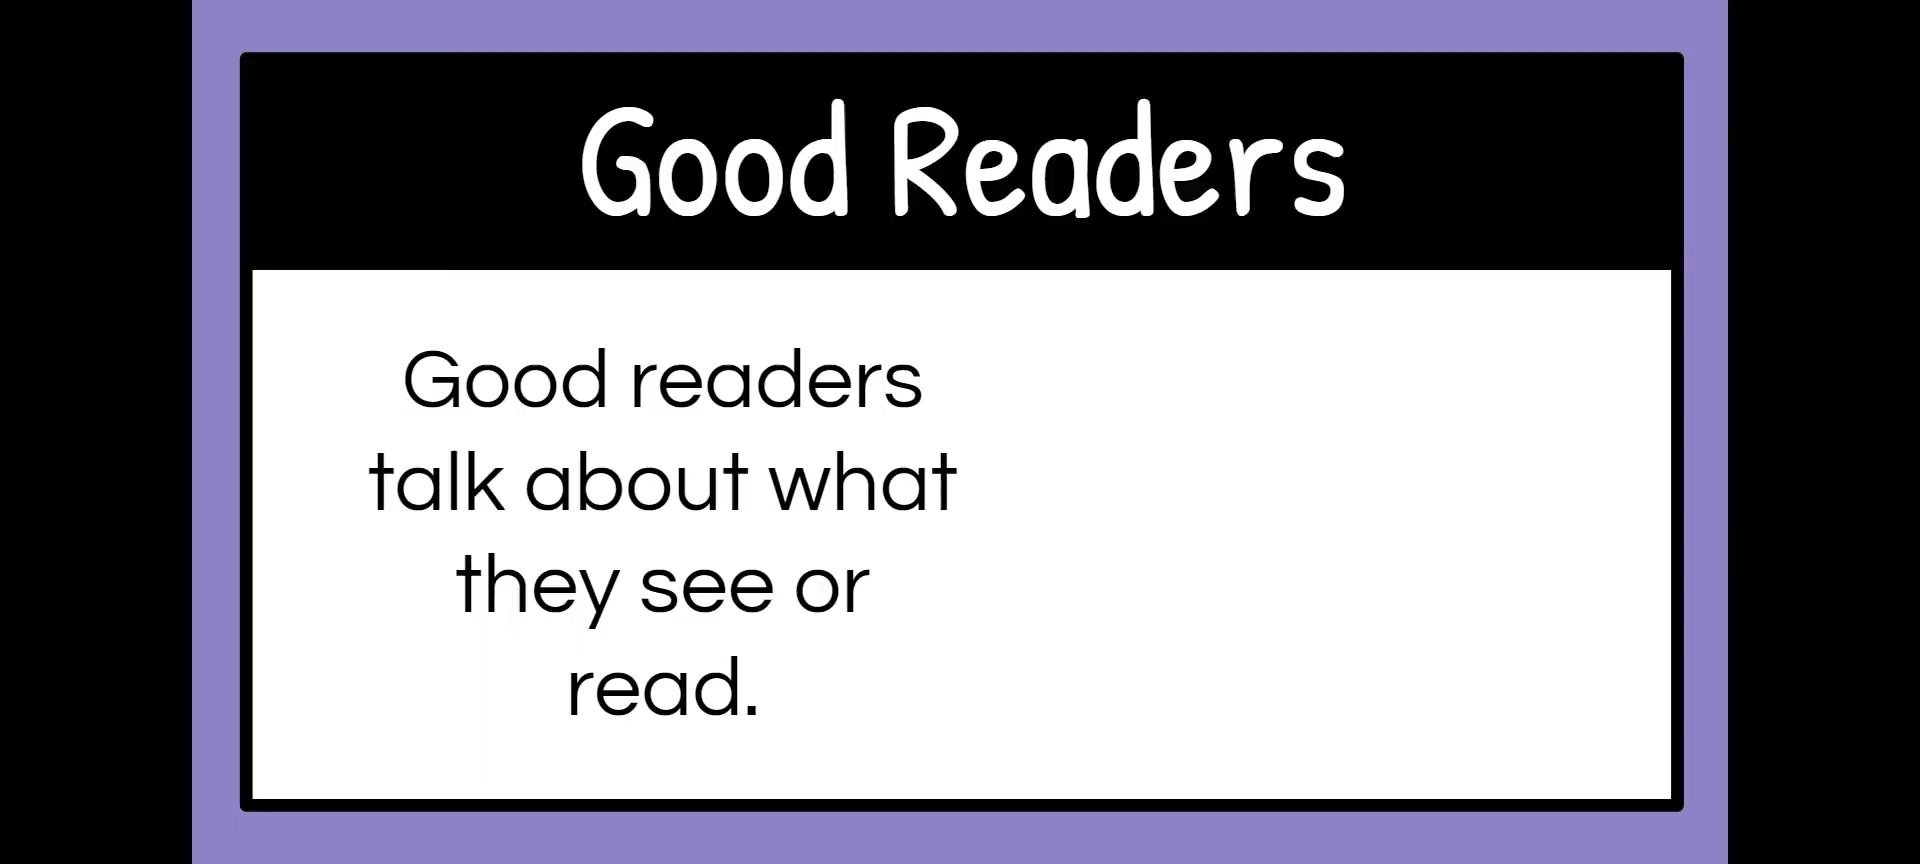 Good Readers
Good readers
talk about what
they see or
read.